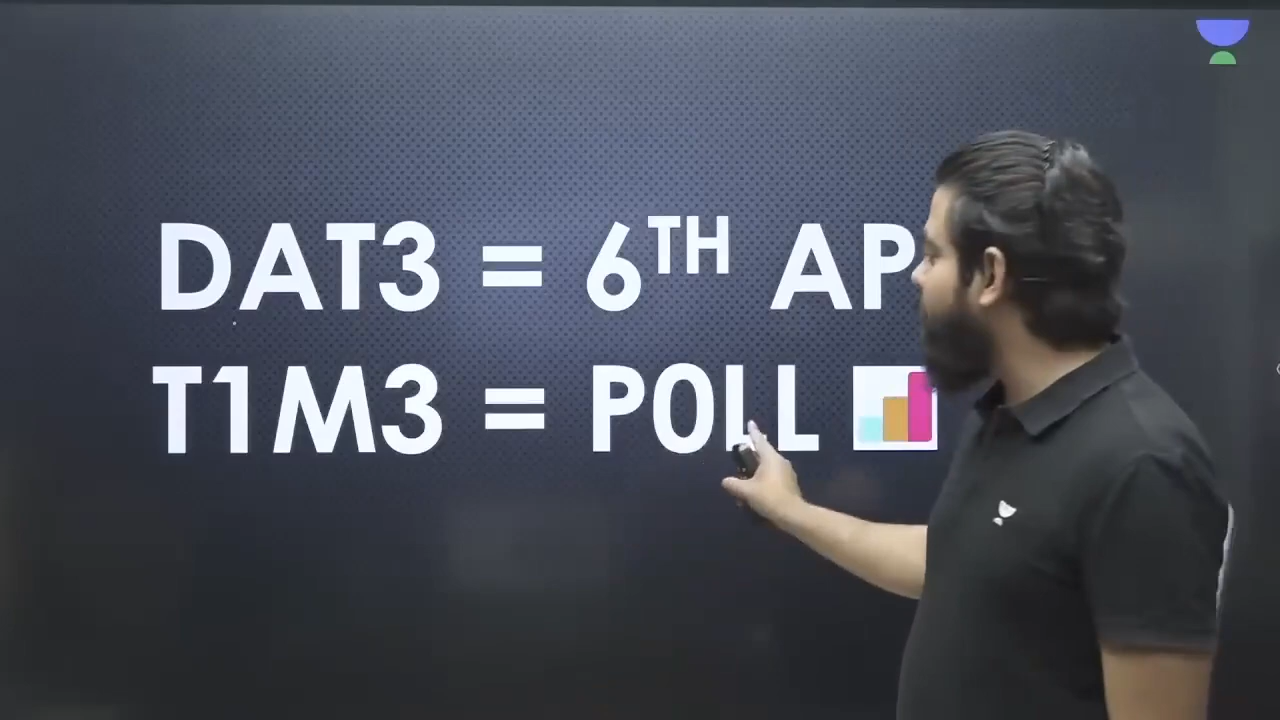 DAT3 = 6TH AP
T1M3 = P0LL